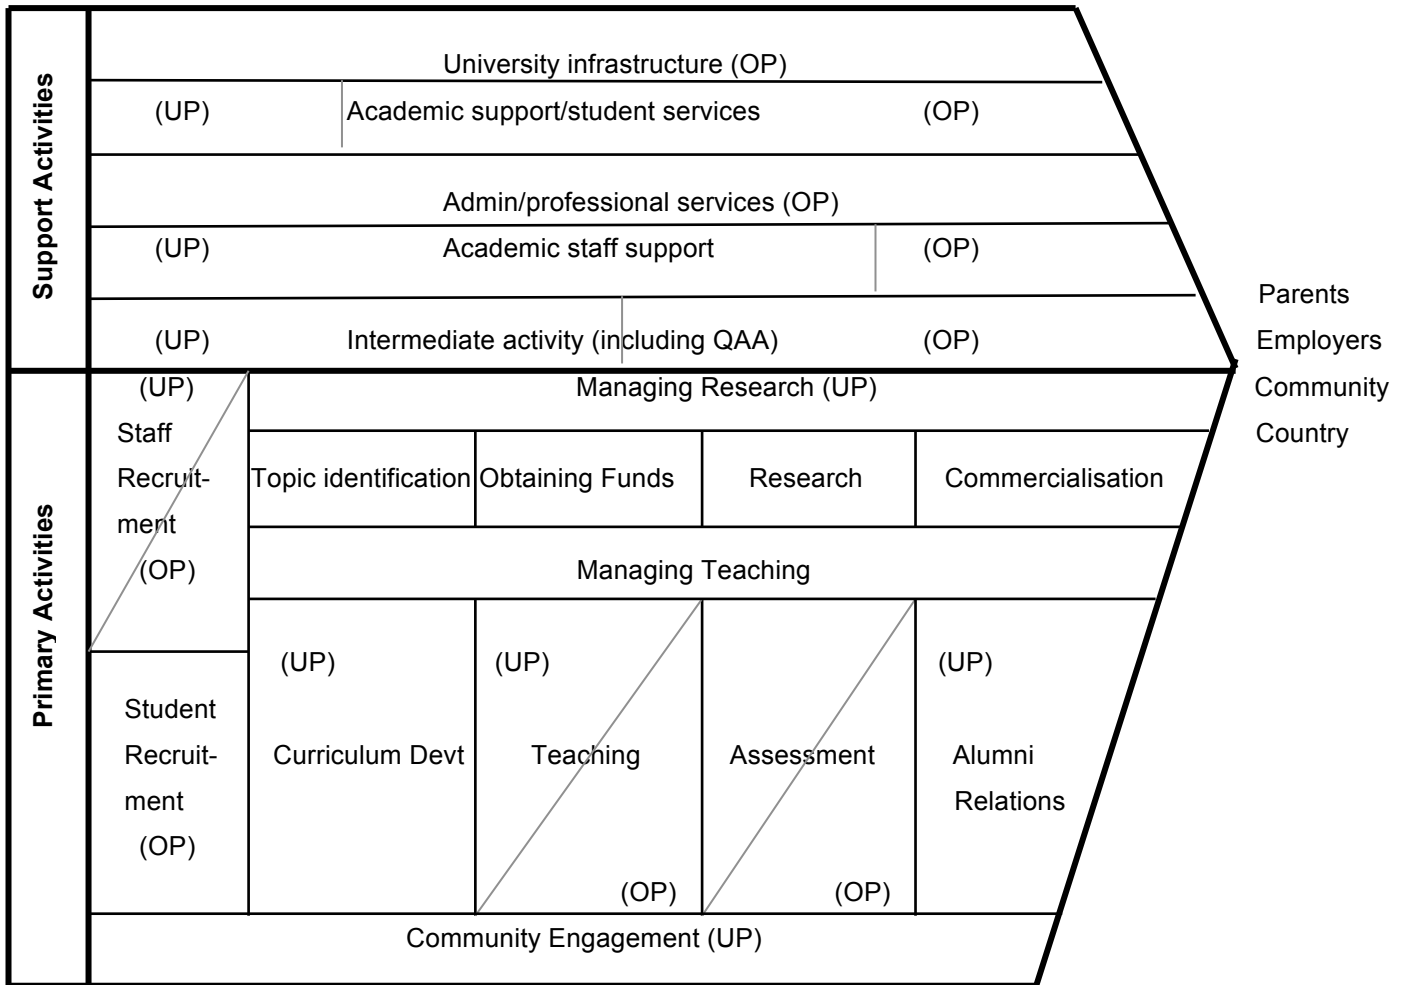 Support Activities
University infrastructure (OP)
(UP) Academic support/student services (OP)
Admin/professional services (OP)
(UP) Academic staff support (OP)
(UP) Intermediate activity (including QAA) (OP)
Parents
Employers
Community
Country
Primary Activities
(UP)
Staff
Recruit-
ment
(OP)
Managing Research (UP)
Topic identification Obtaining Funds Research Commercialisation
Managing Teaching
Student
Recruit-
ment
(OP)
(UP)
Curriculum Devt
(UP)
Teaching
(OP)
Assessment
(OP)
(UP)
Alumni
Relations
Community Engagement (UP)